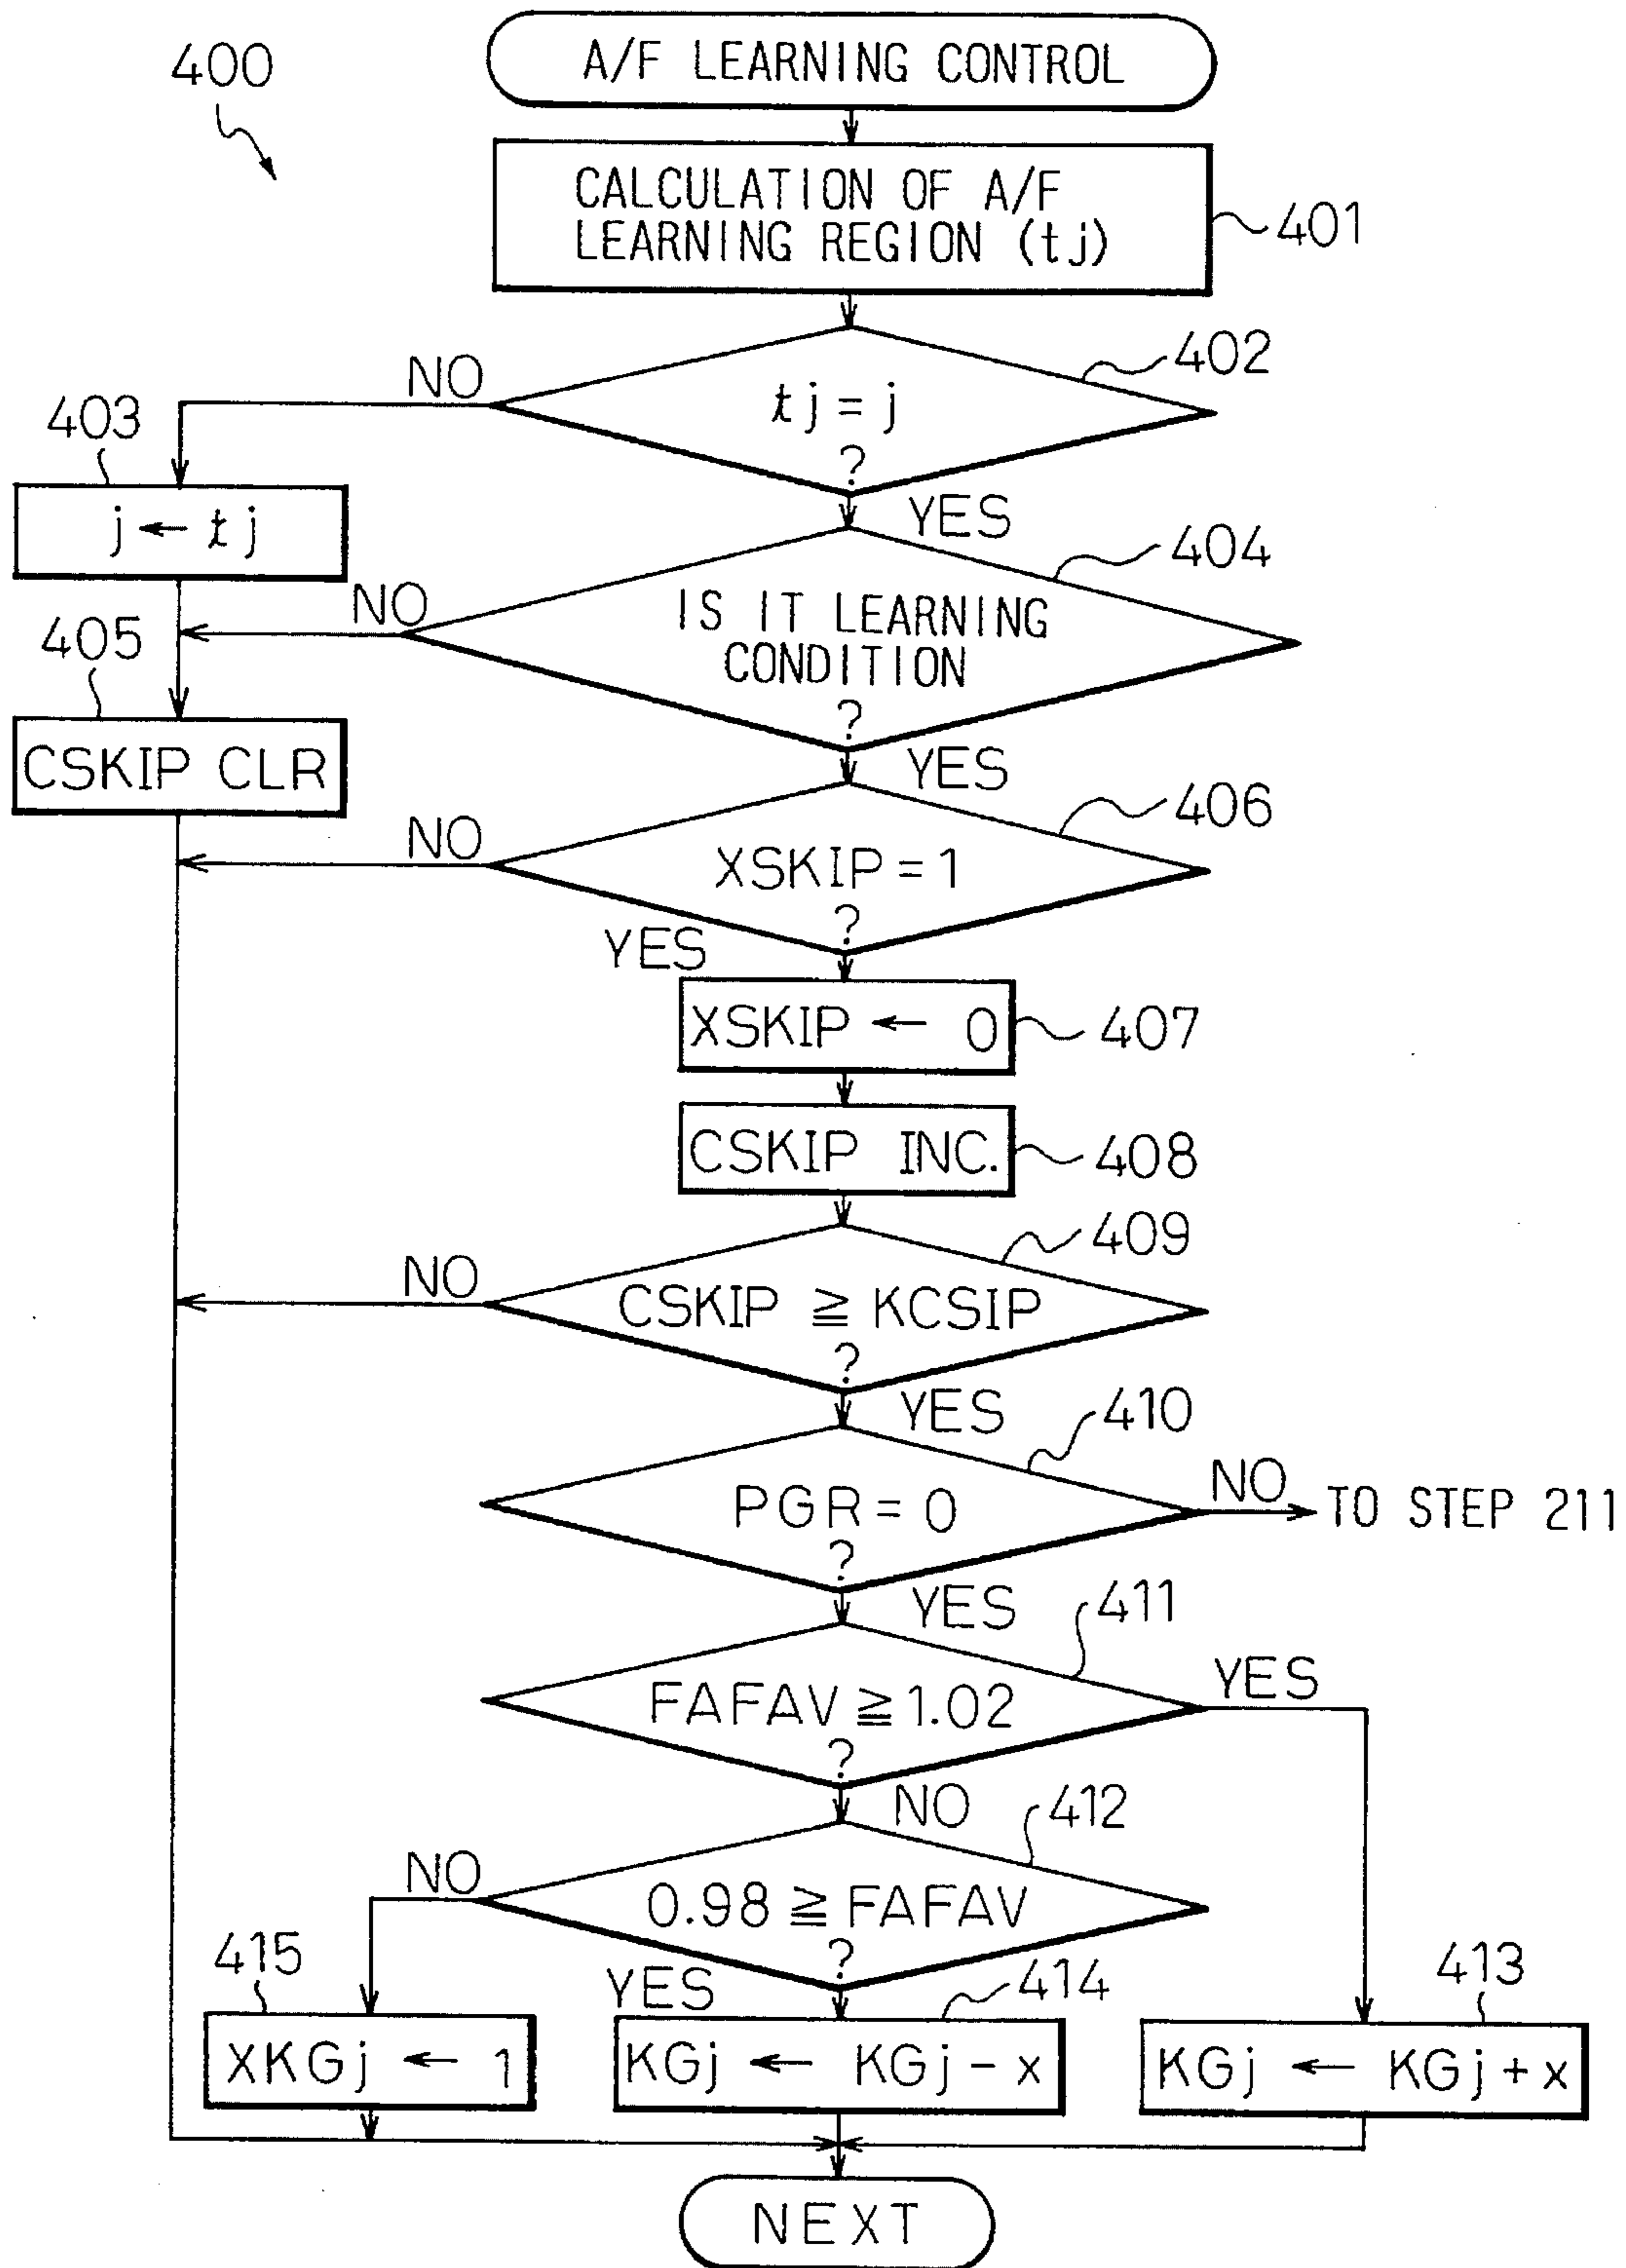 400
A/F LEARNING CONTROL
CALCULATION OF A/F
LEARNING REGION (tj)
401
402
NO
tj = j
?
YES
403
j ← tj
404
NO
IS IT LEARNING
CONDITION
?
YES
405
CSKIP CLR
406
NO
XSKIP = 1
?
YES
XSKIP ← 0
407
CSKIP INC.
408
409
NO
CSKIP ≧ KCSIP
?
YES
410
PGR = 0
?
NO
TO STEP 211
YES
411
FAFAV ≧ 1.02
?
YES
NO
412
NO
0.98 ≧ FAFAV
?
YES
415
XKGj ← 1
414
KGj ← KGj - x
413
KGj ← KGj + x
NEXT